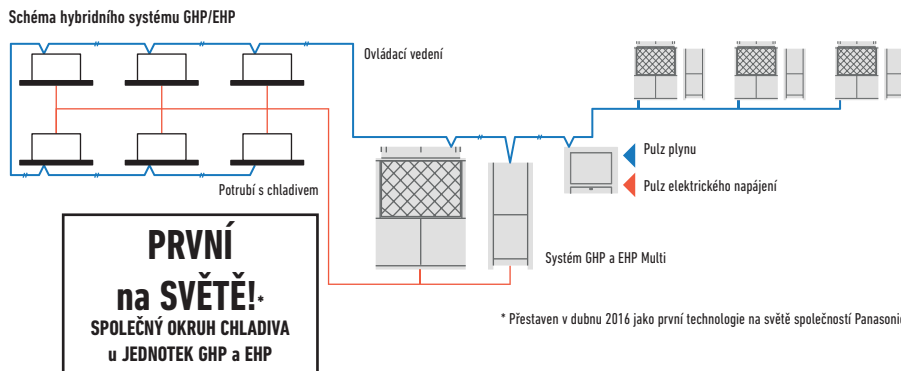 Schéma hybridního systému GHP/EHP
Ovládací vedení
Pulz plynu
Pulz elektrického napájení
Potrubí s chladivem
Systém GHP a EHP Multi
PRVNÍ
na SVĚTĚ!*
SPOLEČNÝ OKRUH CHLADIVA
u JEDNOTEK GHP a EHP
* Přestaven v dubnu 2016 jako první technologie na světě společností Panasonic